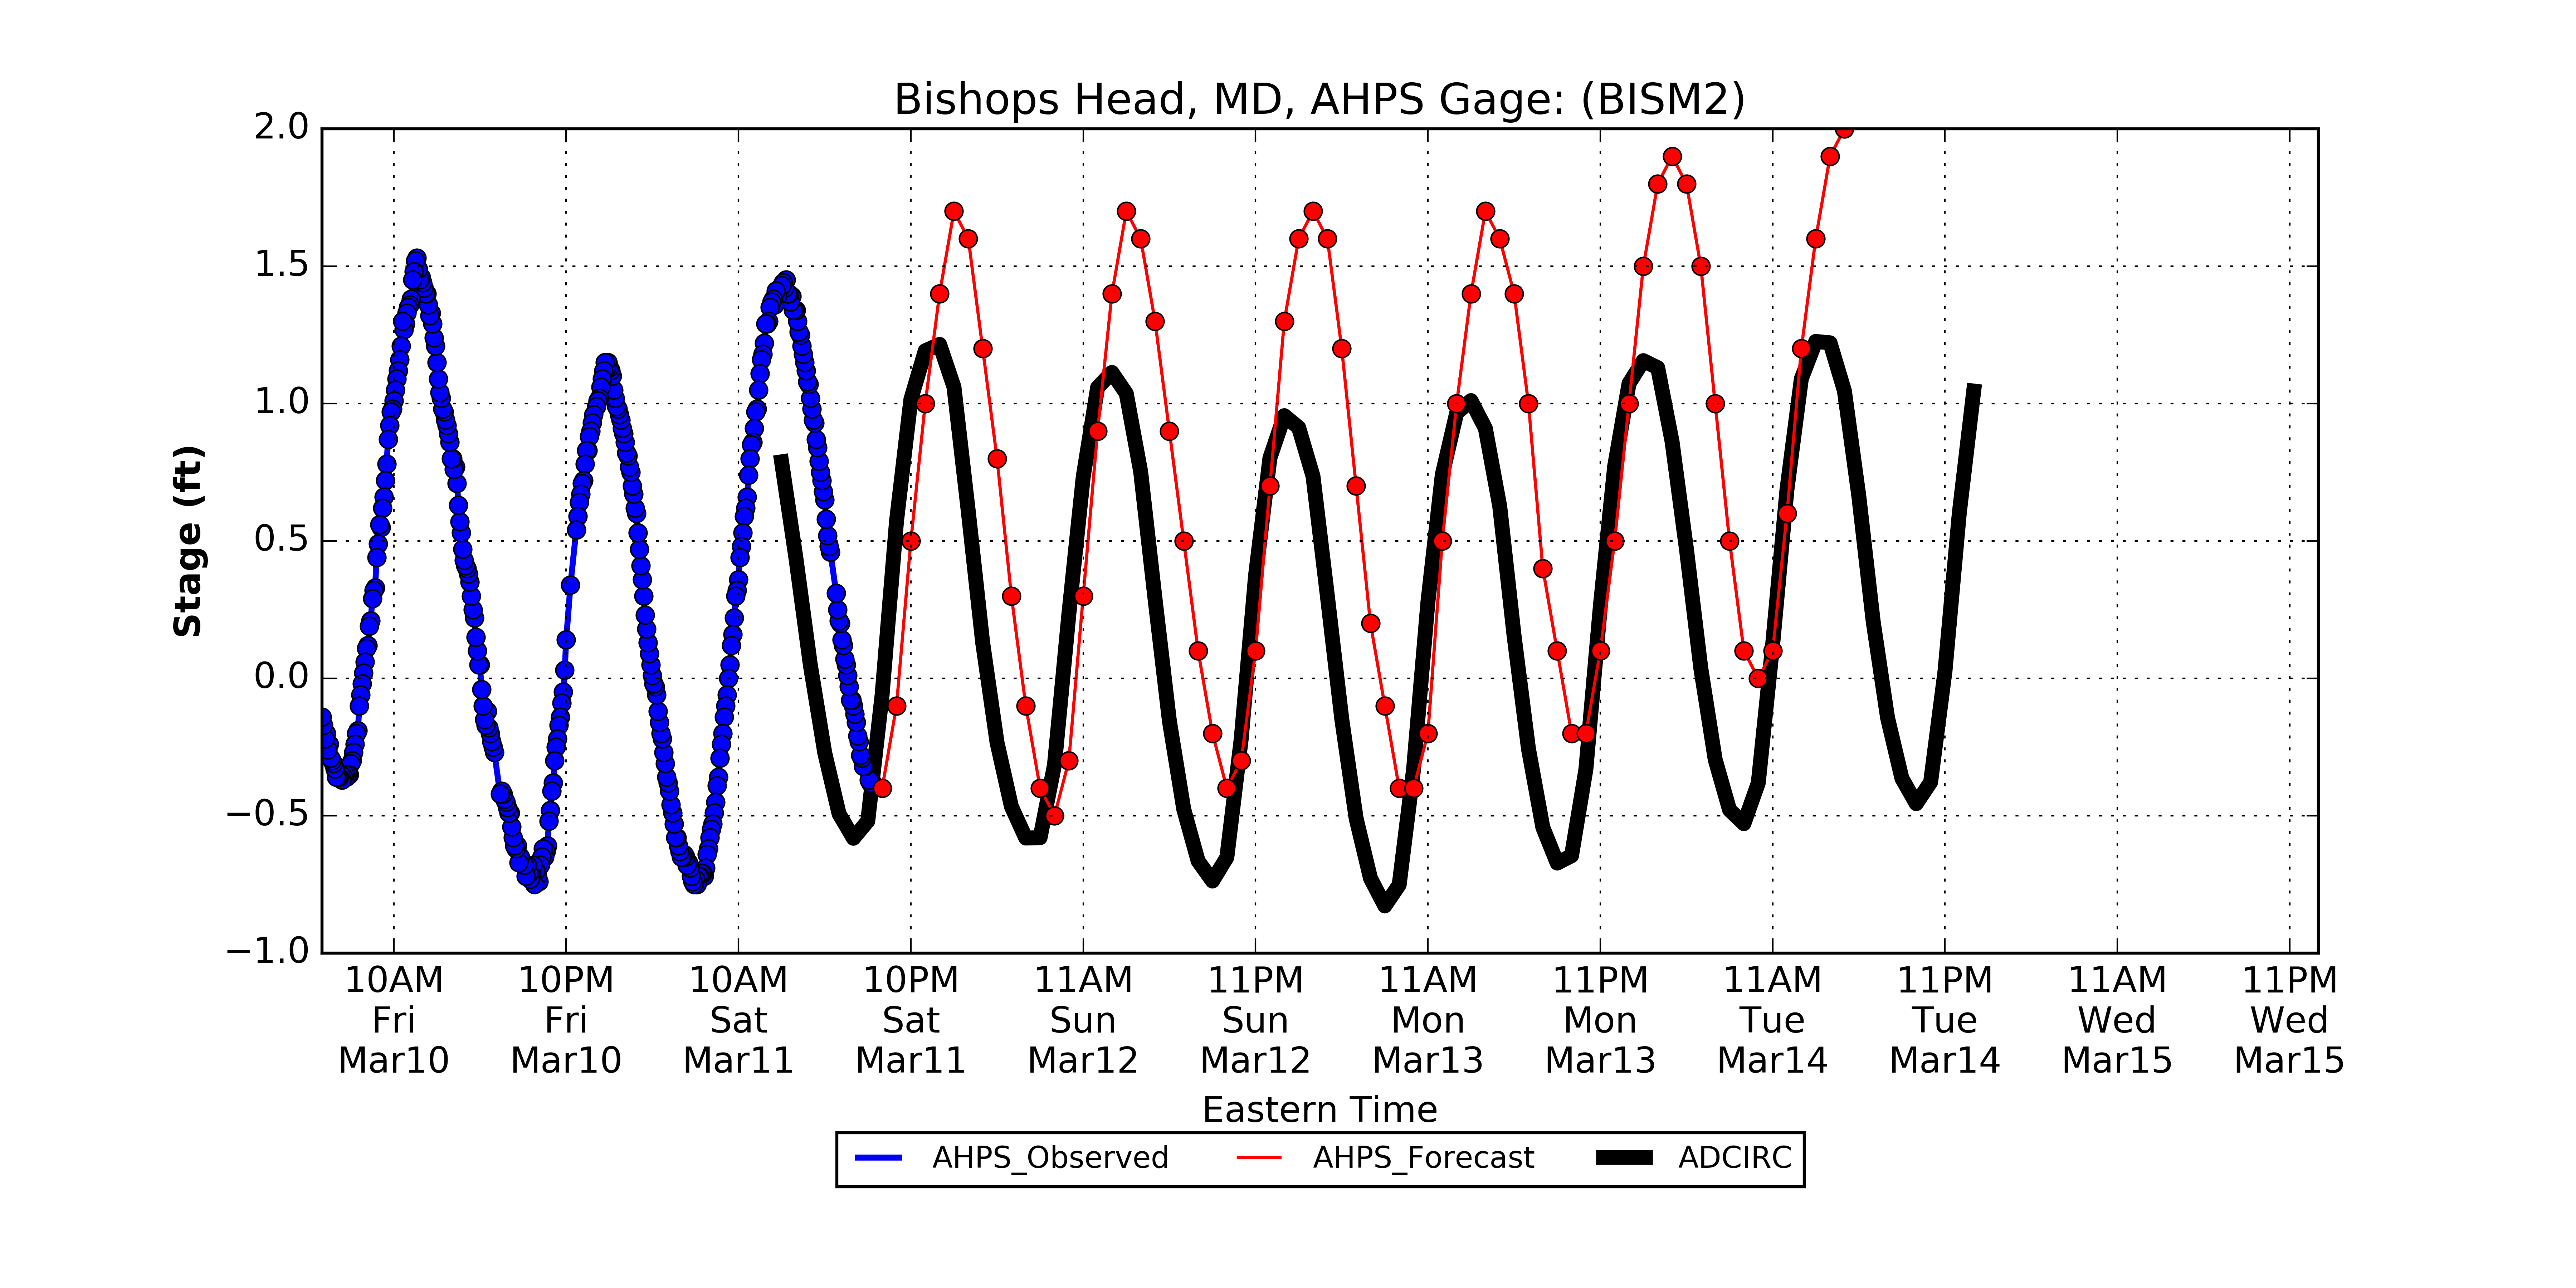 Bishops Head, MD, AHPS Gage: (BISM2)
2.0
1.5
1.0
0.5
0.0
−0.5
−1.0
Stage (ft)
10AM 10PM 10AM 10PM 11AM 11PM 11AM 11PM 11AM 11PM 11AM 11PM
Fri Fri Sat Sat Sun Sun Mon Mon Tue Tue Wed Wed
Mar10 Mar10 Mar11 Mar11 Mar12 Mar12 Mar13 Mar13 Mar14 Mar14 Mar15 Mar15
Eastern Time
AHPS_Observed AHPS_Forecast ADCIRC